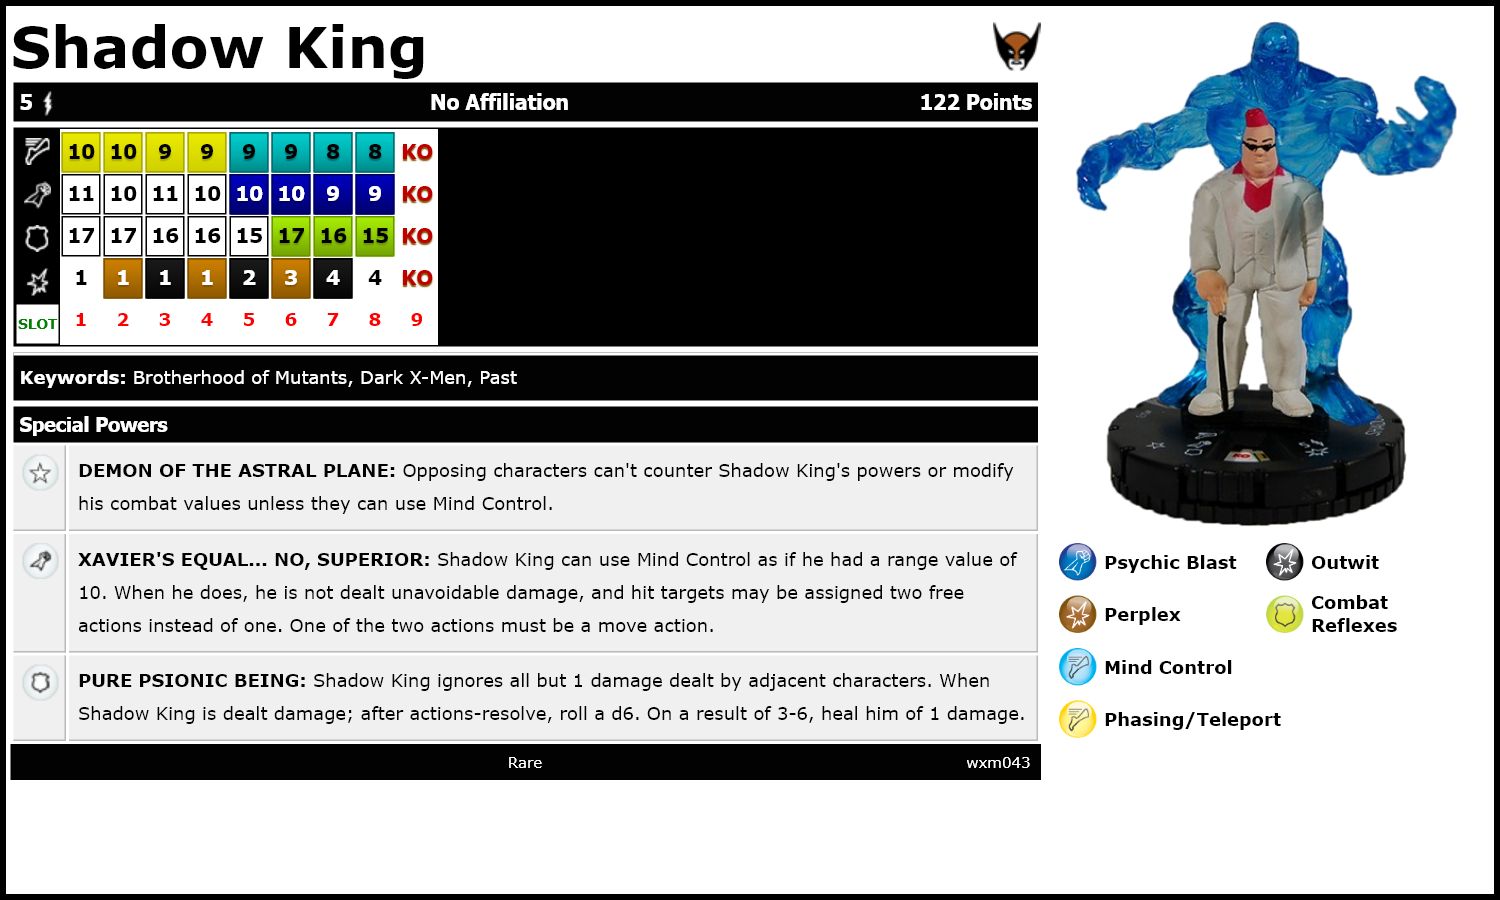 Shadow King
5 No Affiliation 122 Points
10 10 9 9 9 9 8 8 KO
11 10 11 10 10 10 9 9 KO
17 17 16 16 15 17 16 15 KO
1 1 1 1 2 3 4 4 KO
SLOT 1 2 3 4 5 6 7 8 9
Keywords: Brotherhood of Mutants, Dark X-Men, Past
Special Powers
DEMON OF THE ASTRAL PLANE: Opposing characters can't counter Shadow King's powers or modify
his combat values unless they can use Mind Control.
XAVIER'S EQUAL... NO, SUPERIOR: Shadow King can use Mind Control as if he had a range value of
10. When he does, he is not dealt unavoidable damage, and hit targets may be assigned two free
actions instead of one. One of the two actions must be a move action.
PURE PSIONIC BEING: Shadow King ignores all but 1 damage dealt by adjacent characters. When
Shadow King is dealt damage; after actions-resolve, roll a d6. On a result of 3-6, heal him of 1 damage.
Rare wxm043
KO
Psychic Blast
Outwit
Perplex
Combat
Reflexes
Mind Control
Phasing/Teleport